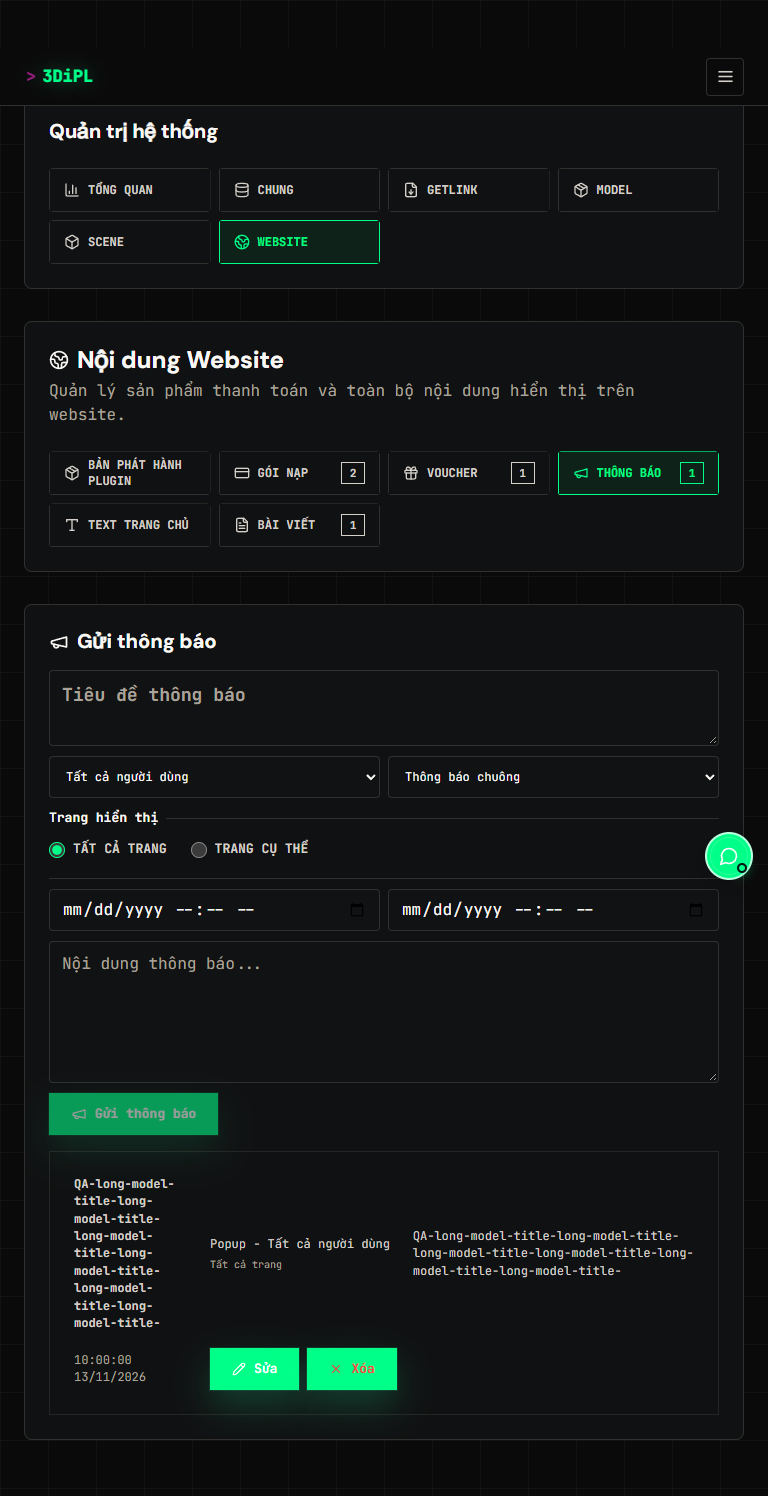 > 3DiPL
Quản trị hệ thống
TỔNG QUAN
CHUNG
GETLINK
MODEL
SCENE
WEBSITE
Nội dung Website
Quản lý sản phẩm thanh toán và toàn bộ nội dung hiển thị trên
website.
BẢN PHÁT HÀNH
PLUGIN
GÓI NẠP 2
VOUCHER 1
THÔNG BÁO 1
TEXT TRANG CHỦ
BÀI VIẾT 1
Gửi thông báo
Tiêu đề thông báo
Tất cả người dùng
Thông báo chuông
Trang hiển thị
TẤT CẢ TRANG
TRANG CỤ THỂ
mm/dd/yyyy --:-- --
mm/dd/yyyy --:-- --
Nội dung thông báo...
Gửi thông báo
QA-long-model-
title-long-
model-title-
long-model-
title-long-
model-title-
long-model-
title-long-
model-title-
Popup - Tất cả người dùng
Tất cả trang
QA-long-model-title-long-model-title-
long-model-title-long-model-title-long-
model-title-long-model-title-
10:00:00
13/11/2026
Sửa
Xóa